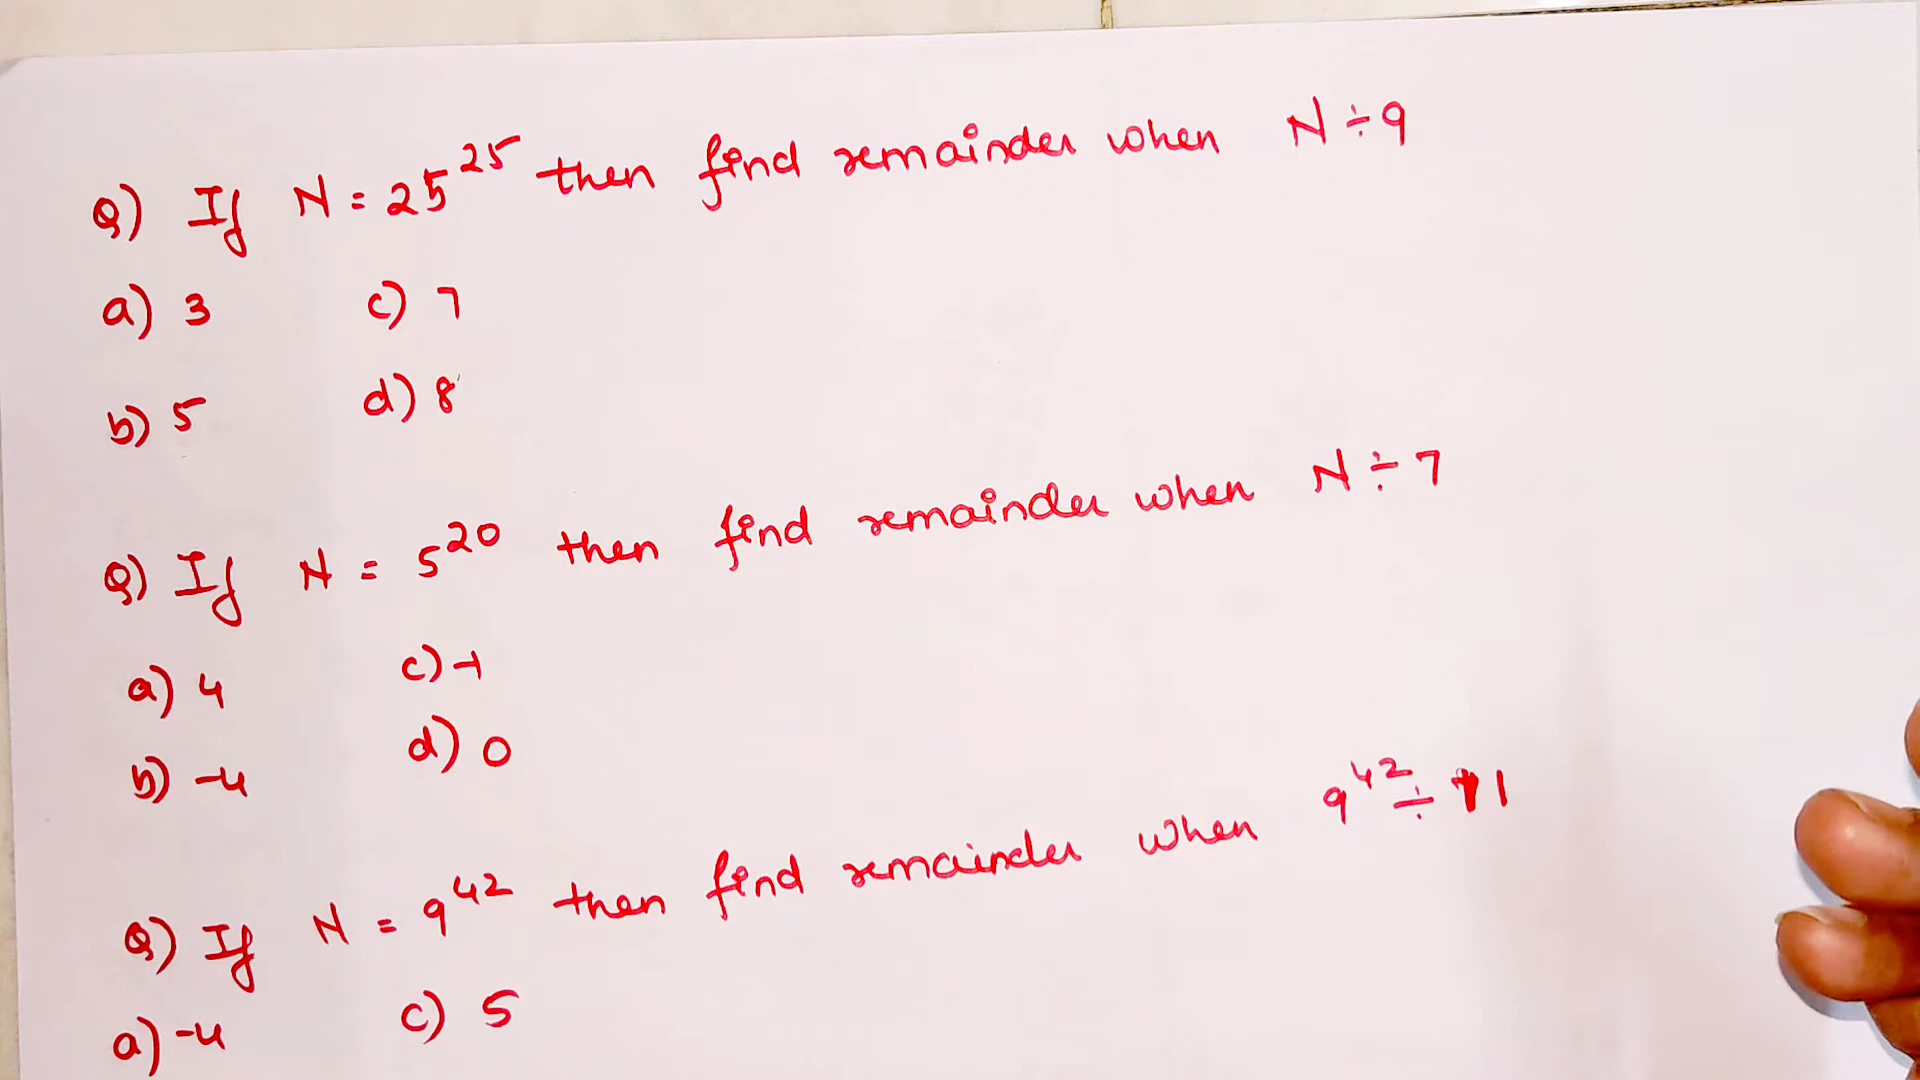 Q) If N = 25^25 then find remainder when N ÷ 9
a) 3 c) 7
b) 5 d) 8
Q) If N = 5^20 then find remainder when N ÷ 7
a) 4 c) -1
b) -4 d) 0
Q) If N = 9^42 then find remainder when 9^42 ÷ 11
a) -4 c) 5